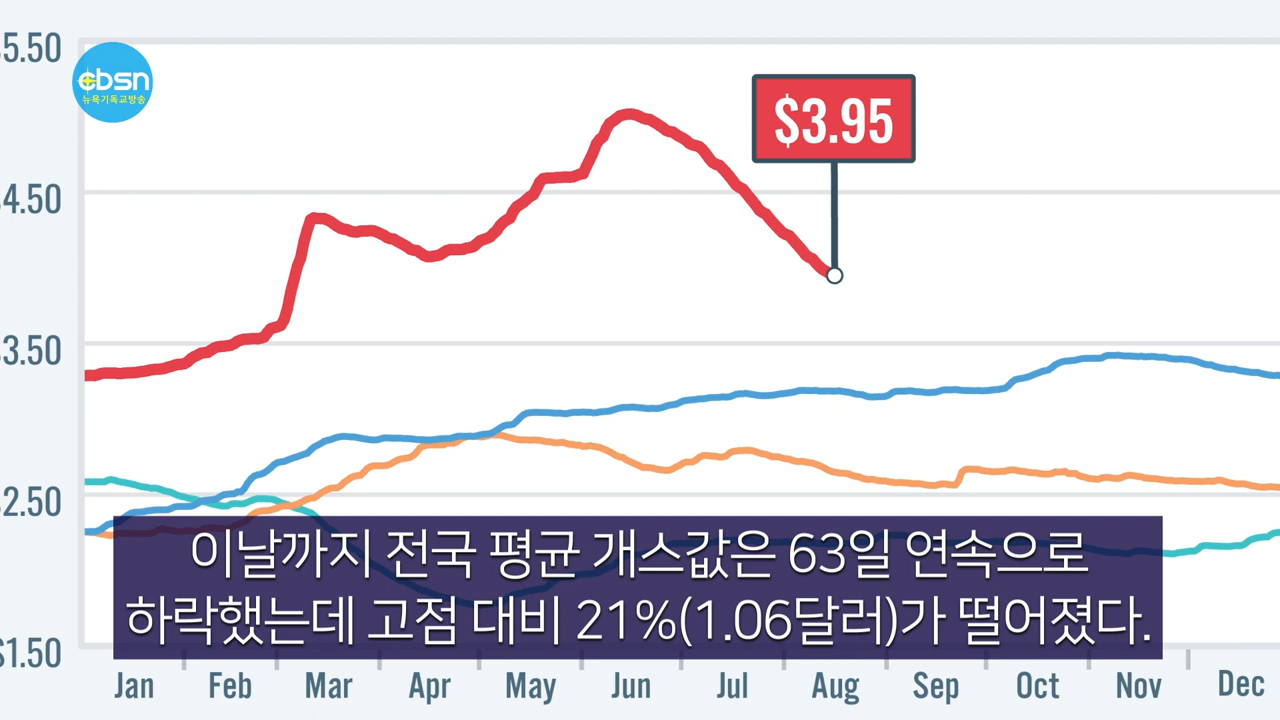 $5.50
cbsn
뉴욕기독교방송
$3.95
$4.50
$3.50
$2.50
이날까지 전국 평균 개스값은 63일 연속으로
하락했는데 고점 대비 21%(1.06달러)가 떨어졌다.
$1.50
Jan Feb Mar Apr May Jun Jul Aug Sep Oct Nov Dec